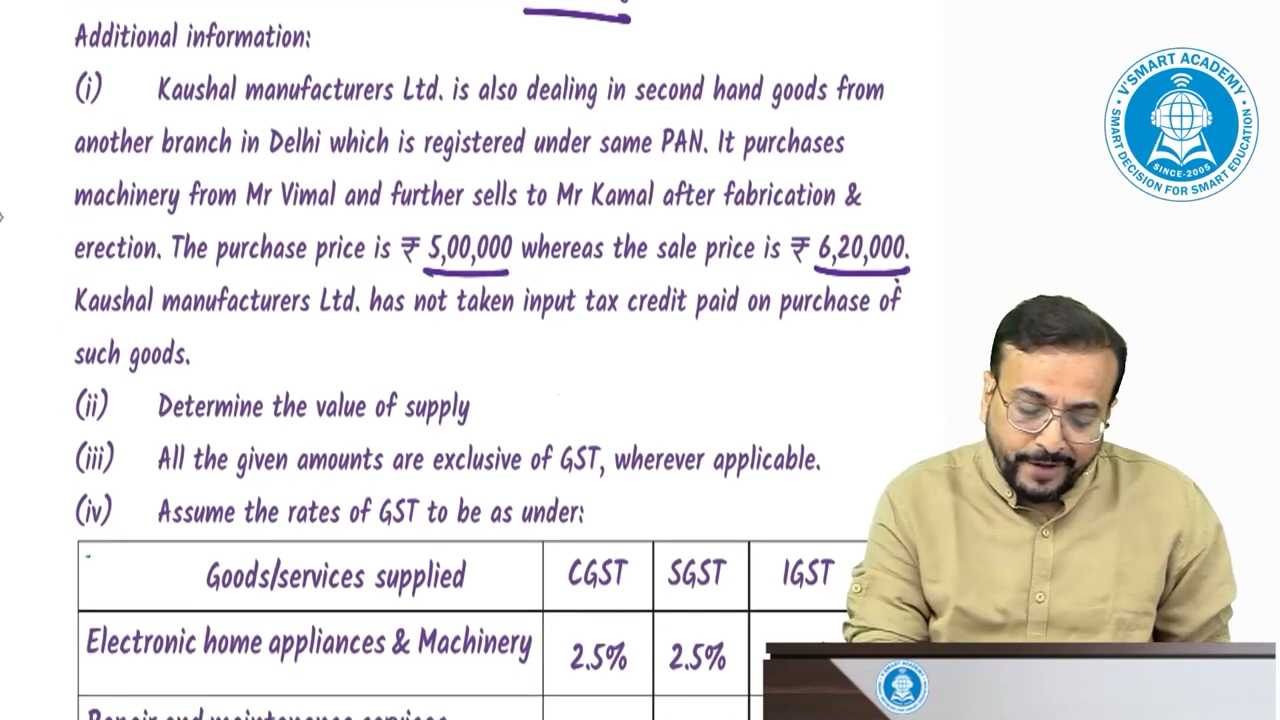 Additional information:
(i) Kaushal manufacturers Ltd. is also dealing in second hand goods from
another branch in Delhi which is registered under same PAN. It purchases
machinery from Mr Vimal and further sells to Mr Kamal after fabrication &
erection. The purchase price is ₹ 5,00,000 whereas the sale price is ₹ 6,20,000.
Kaushal manufacturers Ltd. has not taken input tax credit paid on purchase of
such goods.
(ii) Determine the value of supply
(iii) All the given amounts are exclusive of GST, wherever applicable.
(iv) Assume the rates of GST to be as under:
Goods/services supplied CGST SGST IGST
Electronic home appliances & Machinery 2.5% 2.5%
Repair and maintenance services
V'SMART ACADEMY
SMART DECISION FOR SMART EDUCATION
SINCE-2005